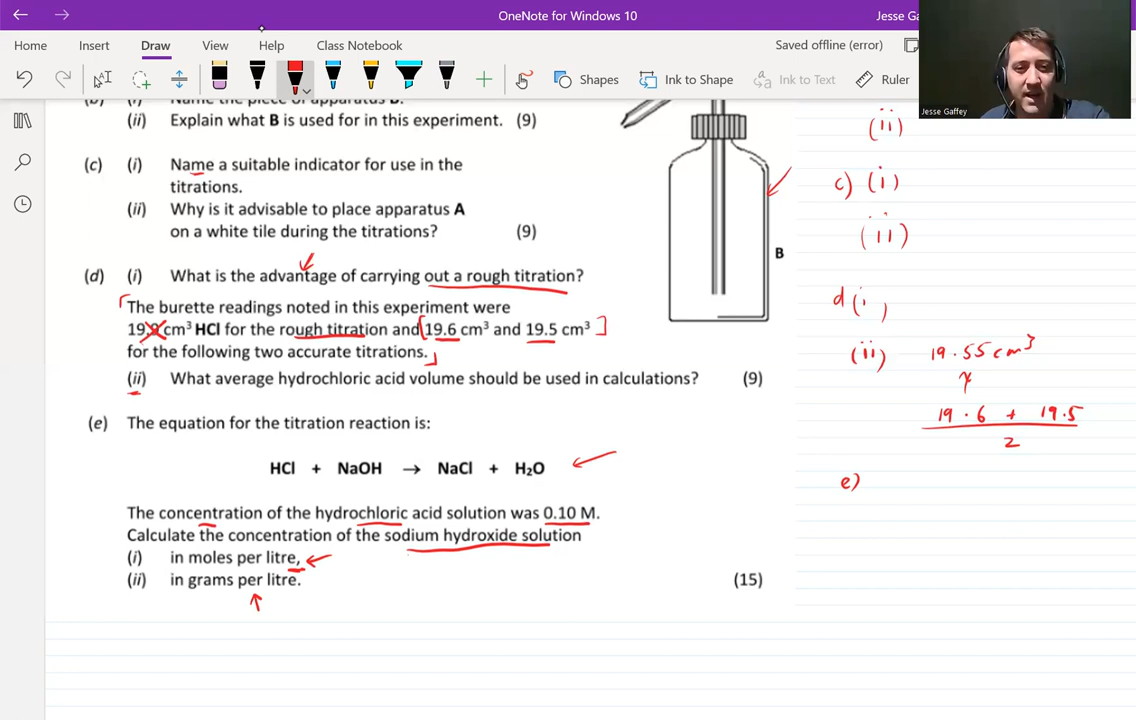 OneNote for Windows 10
Jesse Ga
Home Insert Draw View Help Class Notebook Saved offline (error)
Shapes Ink to Shape Ink to Text Ruler
Jesse Gaffey
(b) (i) Name the piece of apparatus B.
(ii) Explain what B is used for in this experiment. (9)
(c) (i) Name a suitable indicator for use in the
titrations.
(ii) Why is it advisable to place apparatus A
on a white tile during the titrations? (9)
B
(d) (i) What is the advantage of carrying out a rough titration?
The burette readings noted in this experiment were
19.9 cm³ HCl for the rough titration and [19.6 cm³ and 19.5 cm³]
for the following two accurate titrations.
(ii) What average hydrochloric acid volume should be used in calculations? (9)
(e) The equation for the titration reaction is:
HCl + NaOH → NaCl + H₂O
The concentration of the hydrochloric acid solution was 0.10 M.
Calculate the concentration of the sodium hydroxide solution
(i) in moles per litre,
(ii) in grams per litre. (15)
(ii)
c) (i)
(ii)
d(i)
(ii) 19.55cm³
19.6 + 19.5
2
e)